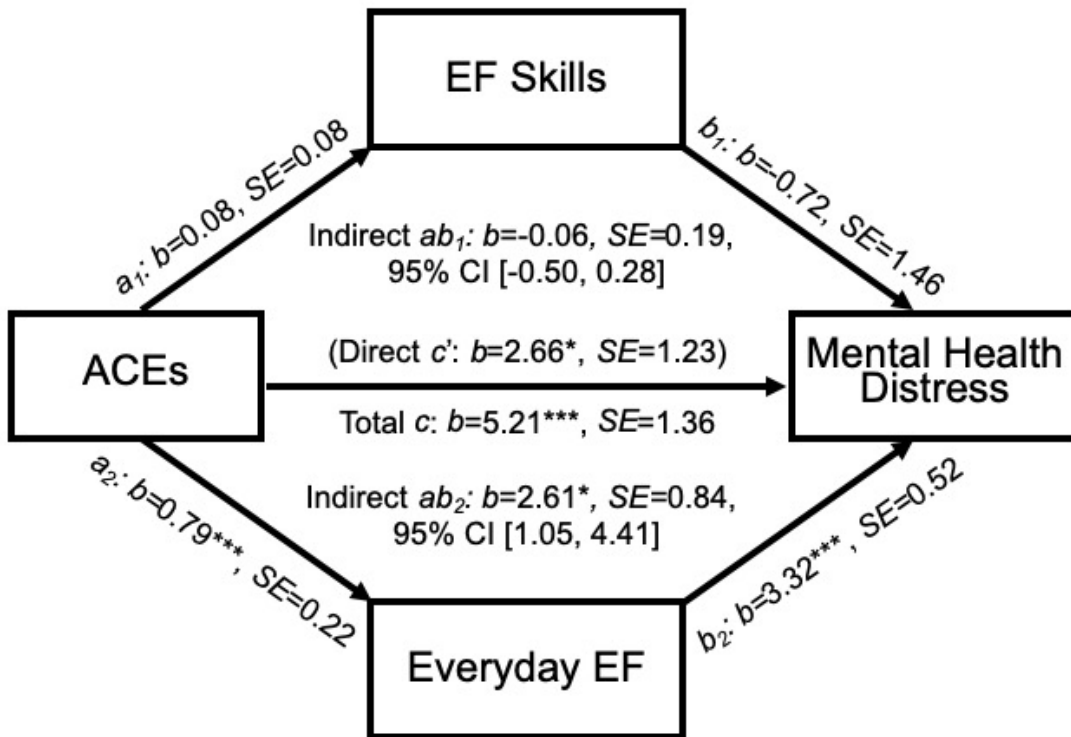 EF Skills
a₁: b=0.08, SE=0.08
b₁: b=-0.72, SE=1.46
Indirect ab₁: b=-0.06, SE=0.19,
95% CI [-0.50, 0.28]
ACEs
(Direct c’: b=2.66*, SE=1.23)
Total c: b=5.21***, SE=1.36
Mental Health
Distress
a₂: b=0.79***, SE=0.22
Indirect ab₂: b=2.61*, SE=0.84,
95% CI [1.05, 4.41]
b₂: b=3.32***, SE=0.52
Everyday EF